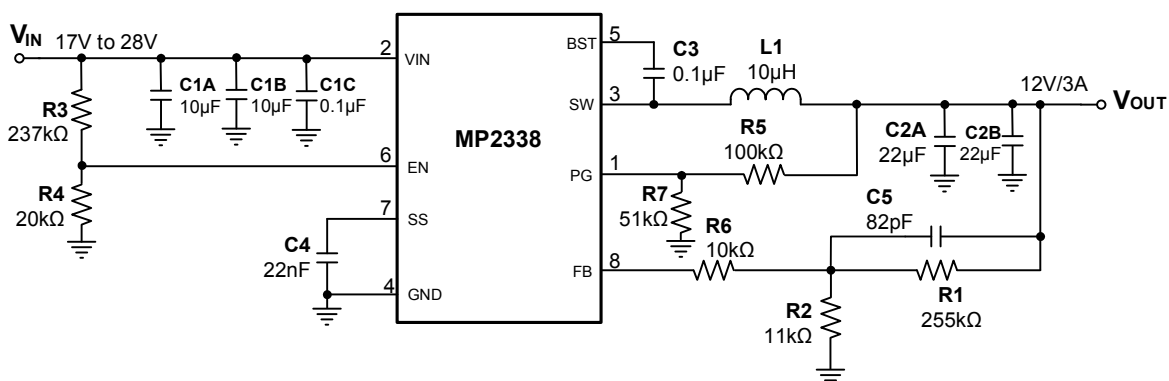 VIN
17V to 28V
R3
237kΩ
R4
20kΩ
C1A
10μF
C1B
10μF
C1C
0.1μF
C4
22nF
2
VIN
6
EN
7
SS
4
GND
MP2338
5
BST
3
SW
1
PG
8
FB
C3
0.1μF
L1
10μH
R5
100kΩ
R7
51kΩ
R6
10kΩ
C5
82pF
R2
11kΩ
R1
255kΩ
C2A
22μF
C2B
22μF
12V/3A
VOUT